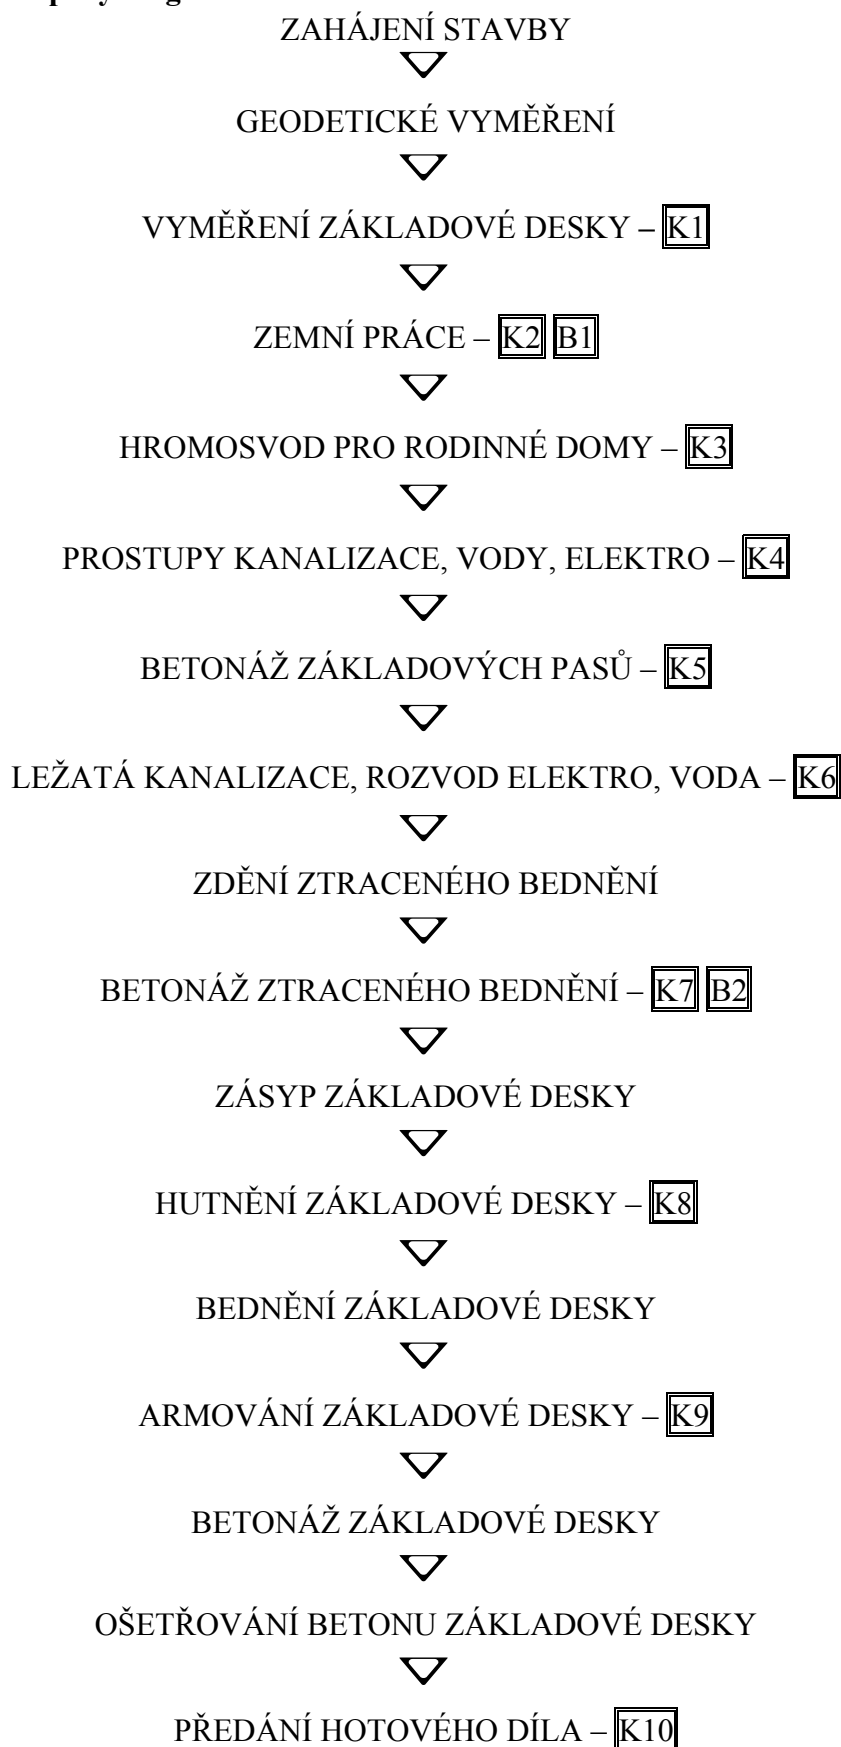 ZAHÁJENÍ STAVBY
GEODETICKÉ VYMĚŘENÍ
VYMĚŘENÍ ZÁKLADOVÉ DESKY – K1
ZEMNÍ PRÁCE – K2 B1
HROMOSVOD PRO RODINNÉ DOMY – K3
PROSTUPY KANALIZACE, VODY, ELEKTRO – K4
BETONÁŽ ZÁKLADOVÝCH PASŮ – K5
LEŽATÁ KANALIZACE, ROZVOD ELEKTRO, VODA – K6
ZDĚNÍ ZTRACENÉHO BEDNĚNÍ
BETONÁŽ ZTRACENÉHO BEDNĚNÍ – K7 B2
ZÁSYP ZÁKLADOVÉ DESKY
HUTNĚNÍ ZÁKLADOVÉ DESKY – K8
BEDNĚNÍ ZÁKLADOVÉ DESKY
ARMOVÁNÍ ZÁKLADOVÉ DESKY – K9
BETONÁŽ ZÁKLADOVÉ DESKY
OŠETŘOVÁNÍ BETONU ZÁKLADOVÉ DESKY
PŘEDÁNÍ HOTOVÉHO DÍLA – K10